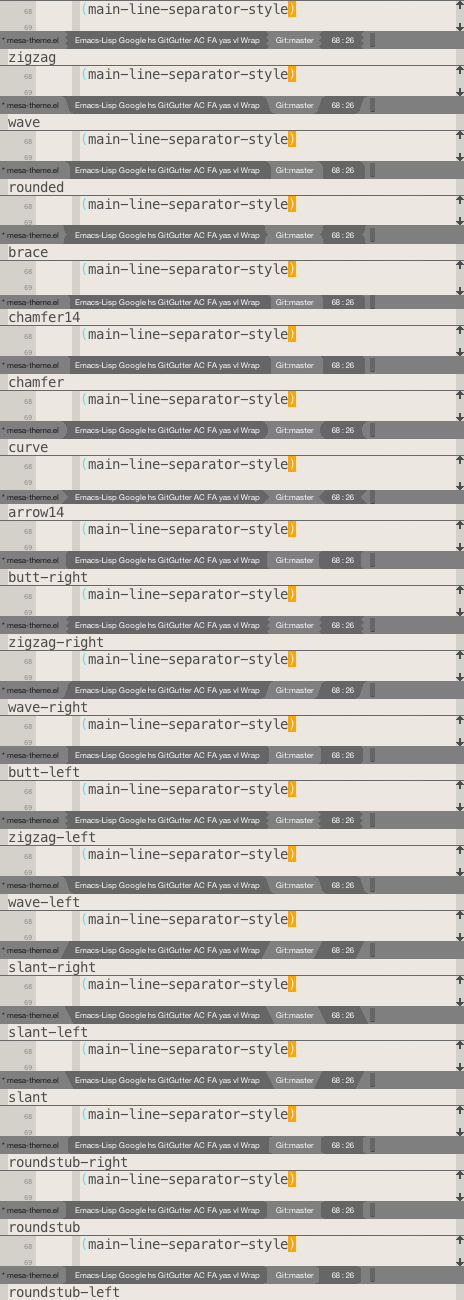 (main-line-separator-style)
68
* mesa-theme.el Emacs-Lisp Google hs GitGutter AC FA yas vl Wrap Git:master 68 : 26
zigzag
(main-line-separator-style)
68
69
* mesa-theme.el Emacs-Lisp Google hs GitGutter AC FA yas vl Wrap Git:master 68 : 26
wave
(main-line-separator-style)
68
69
* mesa-theme.el Emacs-Lisp Google hs GitGutter AC FA yas vl Wrap Git:master 68 : 26
rounded
(main-line-separator-style)
68
69
* mesa-theme.el Emacs-Lisp Google hs GitGutter AC FA yas vl Wrap Git:master 68 : 26
brace
(main-line-separator-style)
68
69
* mesa-theme.el Emacs-Lisp Google hs GitGutter AC FA yas vl Wrap Git:master 68 : 26
chamfer14
(main-line-separator-style)
68
69
* mesa-theme.el Emacs-Lisp Google hs GitGutter AC FA yas vl Wrap Git:master 68 : 26
chamfer
(main-line-separator-style)
68
69
* mesa-theme.el Emacs-Lisp Google hs GitGutter AC FA yas vl Wrap Git:master 68 : 26
curve
(main-line-separator-style)
68
69
* mesa-theme.el Emacs-Lisp Google hs GitGutter AC FA yas vl Wrap Git:master 68 : 26
arrow14
(main-line-separator-style)
68
69
* mesa-theme.el Emacs-Lisp Google hs GitGutter AC FA yas vl Wrap Git:master 68 : 26
butt-right
(main-line-separator-style)
68
69
* mesa-theme.el Emacs-Lisp Google hs GitGutter AC FA yas vl Wrap Git:master 68 : 26
zigzag-right
(main-line-separator-style)
68
69
* mesa-theme.el Emacs-Lisp Google hs GitGutter AC FA yas vl Wrap Git:master 68 : 26
wave-right
(main-line-separator-style)
68
69
* mesa-theme.el Emacs-Lisp Google hs GitGutter AC FA yas vl Wrap Git:master 68 : 26
butt-left
(main-line-separator-style)
68
69
* mesa-theme.el Emacs-Lisp Google hs GitGutter AC FA yas vl Wrap Git:master 68 : 26
zigzag-left
(main-line-separator-style)
68
69
* mesa-theme.el Emacs-Lisp Google hs GitGutter AC FA yas vl Wrap Git:master 68 : 26
wave-left
(main-line-separator-style)
68
69
* mesa-theme.el Emacs-Lisp Google hs GitGutter AC FA yas vl Wrap Git:master 68 : 26
slant-right
(main-line-separator-style)
68
69
* mesa-theme.el Emacs-Lisp Google hs GitGutter AC FA yas vl Wrap Git:master 68 : 26
slant-left
(main-line-separator-style)
68
69
* mesa-theme.el Emacs-Lisp Google hs GitGutter AC FA yas vl Wrap Git:master 68 : 26
slant
(main-line-separator-style)
68
69
* mesa-theme.el Emacs-Lisp Google hs GitGutter AC FA yas vl Wrap Git:master 68 : 26
roundstub-right
(main-line-separator-style)
68
69
* mesa-theme.el Emacs-Lisp Google hs GitGutter AC FA yas vl Wrap Git:master 68 : 26
roundstub
(main-line-separator-style)
68
69
* mesa-theme.el Emacs-Lisp Google hs GitGutter AC FA yas vl Wrap Git:master 68 : 26
roundstub-left